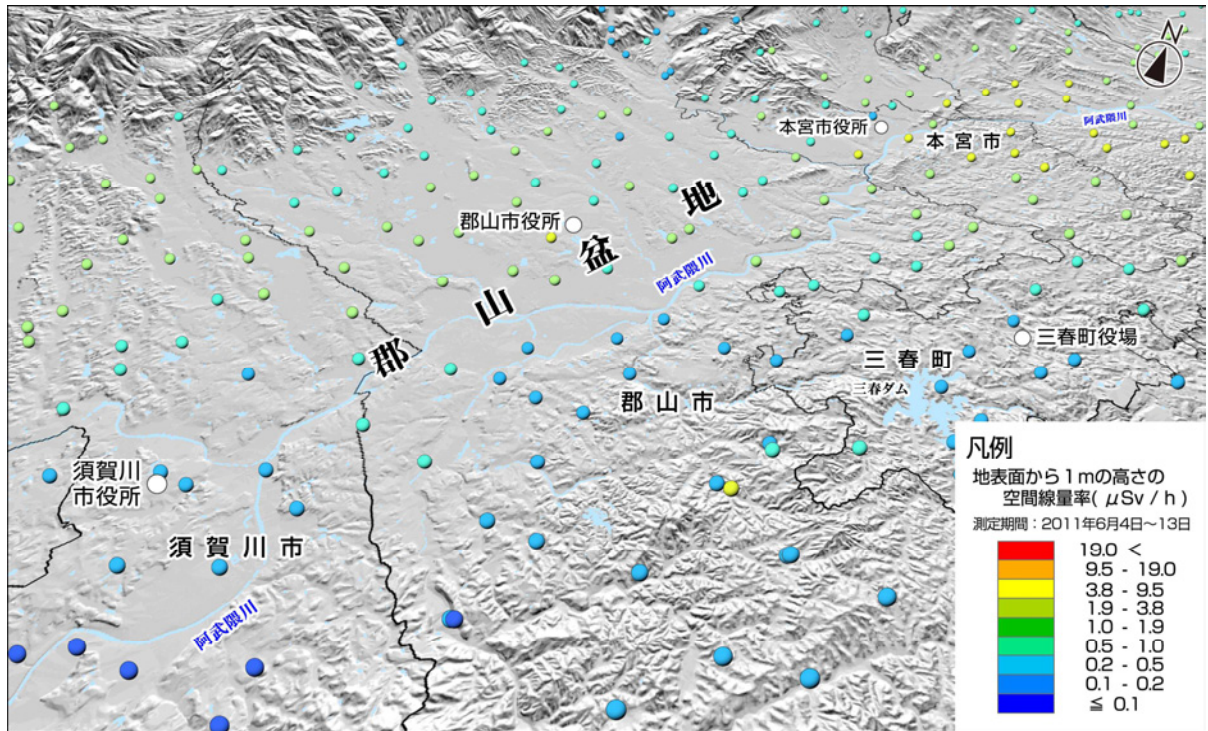 N
阿武隈川
本宮市役所
本宮市
地
郡山市役所
盆
阿武隈川
山
三春町役場
郡
三春町
三春ダム
郡山市
須賀川
市役所
須賀川市
阿武隈川
凡例
地表面から1mの高さの
空間線量率(μSv/h)
測定期間:2011年6月4日~13日
19.0 <
9.5 - 19.0
3.8 - 9.5
1.9 - 3.8
1.0 - 1.9
0.5 - 1.0
0.2 - 0.5
0.1 - 0.2
≦ 0.1